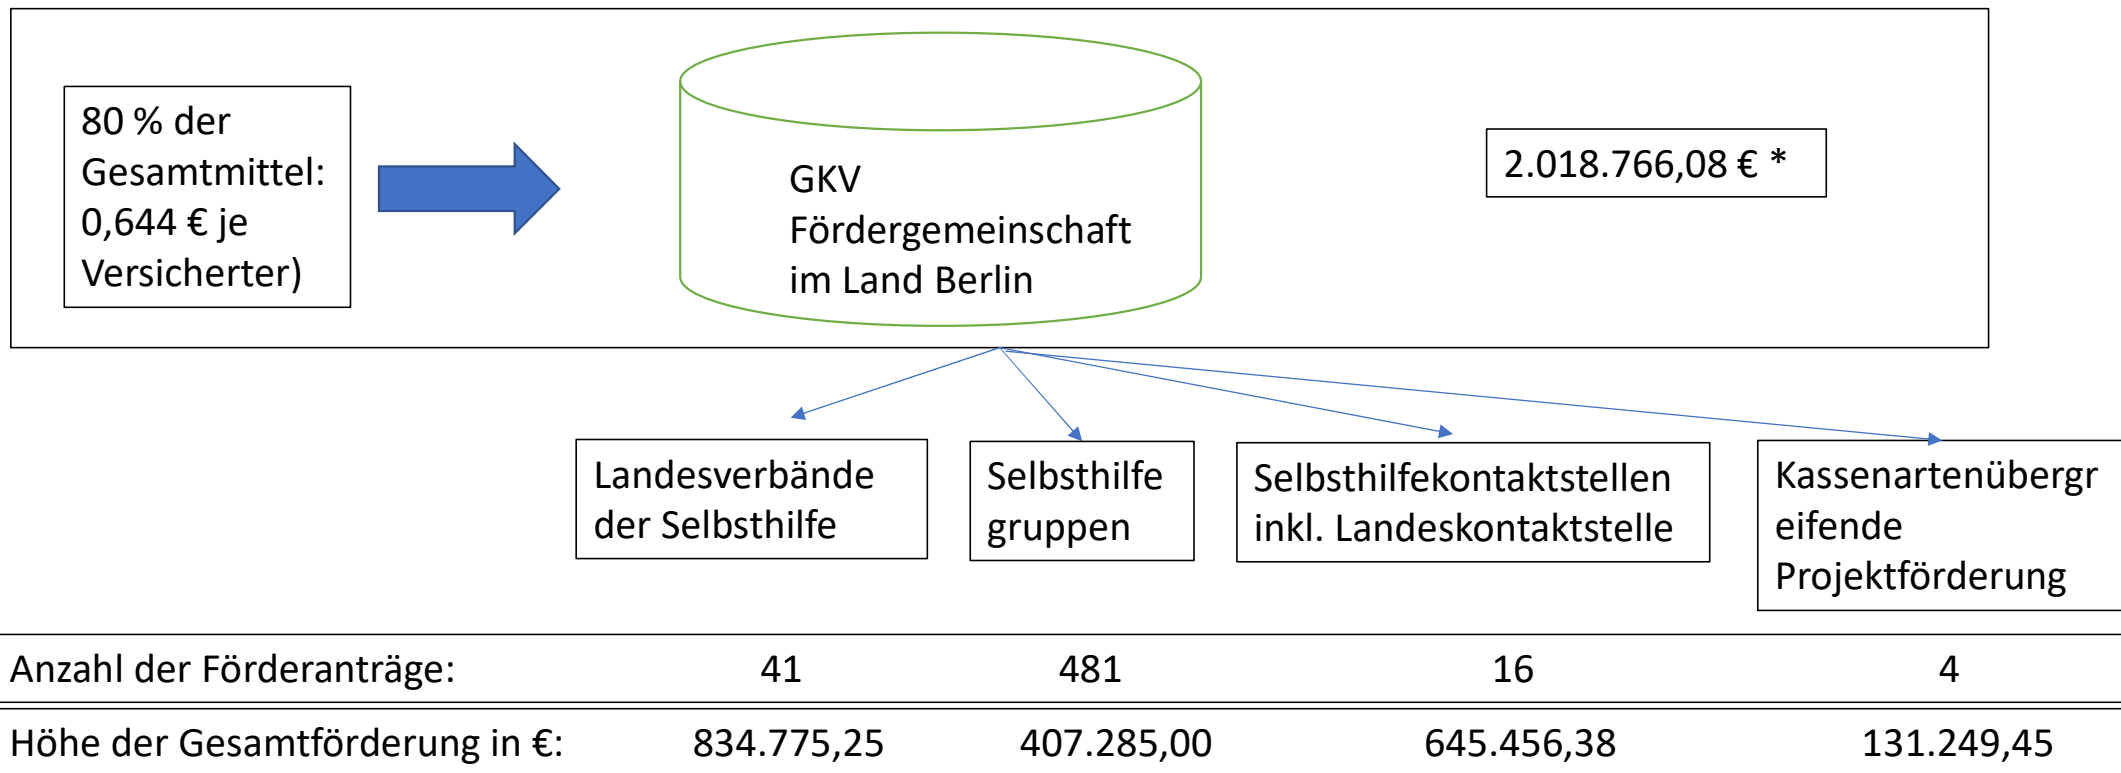 80 % der
Gesamtmittel:
0,644 € je
Versicherter)
GKV
Fördergemeinschaft
im Land Berlin
2.018.766,08 € *
Landesverbände
der Selbsthilfe
Selbsthilfe
gruppen
Selbsthilfekontaktstellen
inkl. Landeskontaktstelle
Kassenartenübergr
eifende
Projektförderung
Anzahl der Förderanträge: 41 481 16 4
Höhe der Gesamtförderung in €: 834.775,25 407.285,00 645.456,38 131.249,45